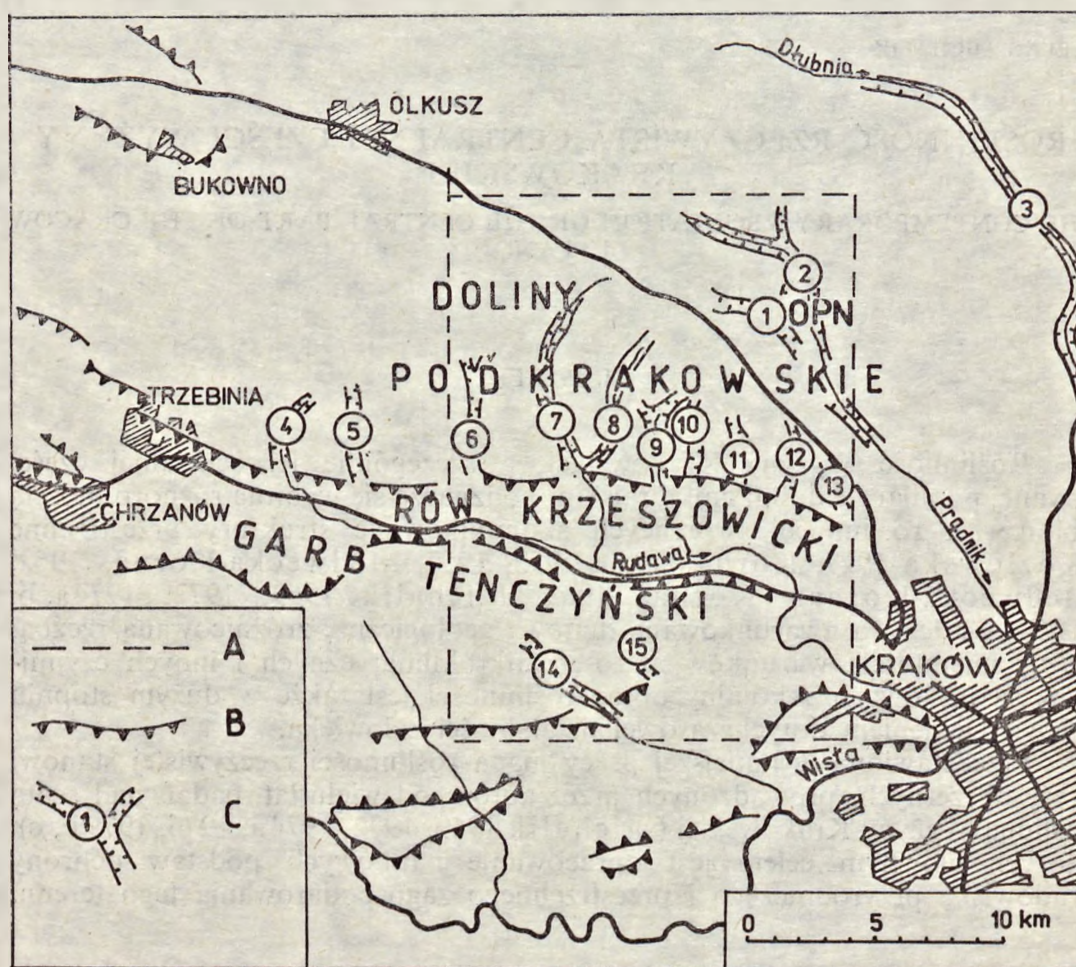 Dłubnia
OLKUSZ
BUKOWNO
3
2
DOLINY
1
OPN
PODKRAKOWSKIE
TRZEBINIA
4
5
6
7
8
9
10
11
12
13
CHRZANÓW
RÓW KRZESZOWICKI
Prądnik
GARB
Rudawa
TENCZYŃSKI
15
14
KRAKÓW
A
B
Wisła
C
1
0 5 10 km